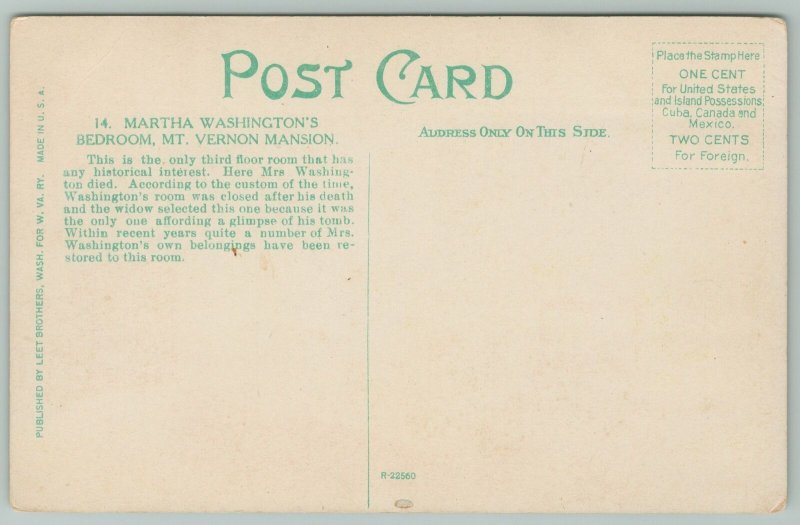 POST CARD
14. MARTHA WASHINGTON'S
BEDROOM, MT. VERNON MANSION.
This is the only third floor room that has
any historical interest. Here Mrs Washing-
ton died. According to the custom of the time,
Washington's room was closed after his death
and the widow selected this one because it was
the only one affording a glimpse of his tomb.
Within recent years quite a number of Mrs.
Washington's own belongings have been re-
stored to this room.
ADDRESS ONLY ON THIS SIDE.
Place the Stamp Here
ONE CENT
For United States
and Island Possessions,
Cuba, Canada and
Mexico.
TWO CENTS
For Foreign.
PUBLISHED BY LEET BROTHERS, WASH. FOR W. VA. RY. MADE IN U.S.A.
R-22560